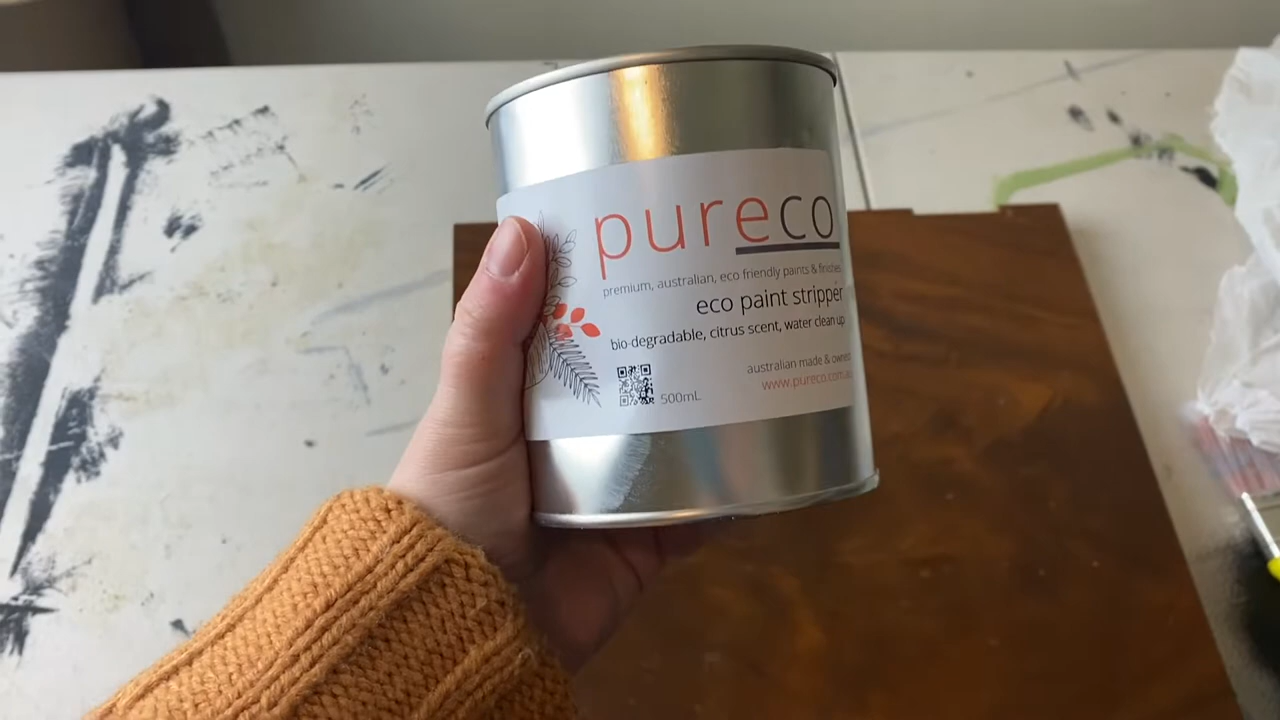 pureco
premium, australian, eco friendly paints & finishes
eco paint stripper
bio-degradable, citrus scent, water clean up
australian made & owned
www.pureco.com.au
500mL